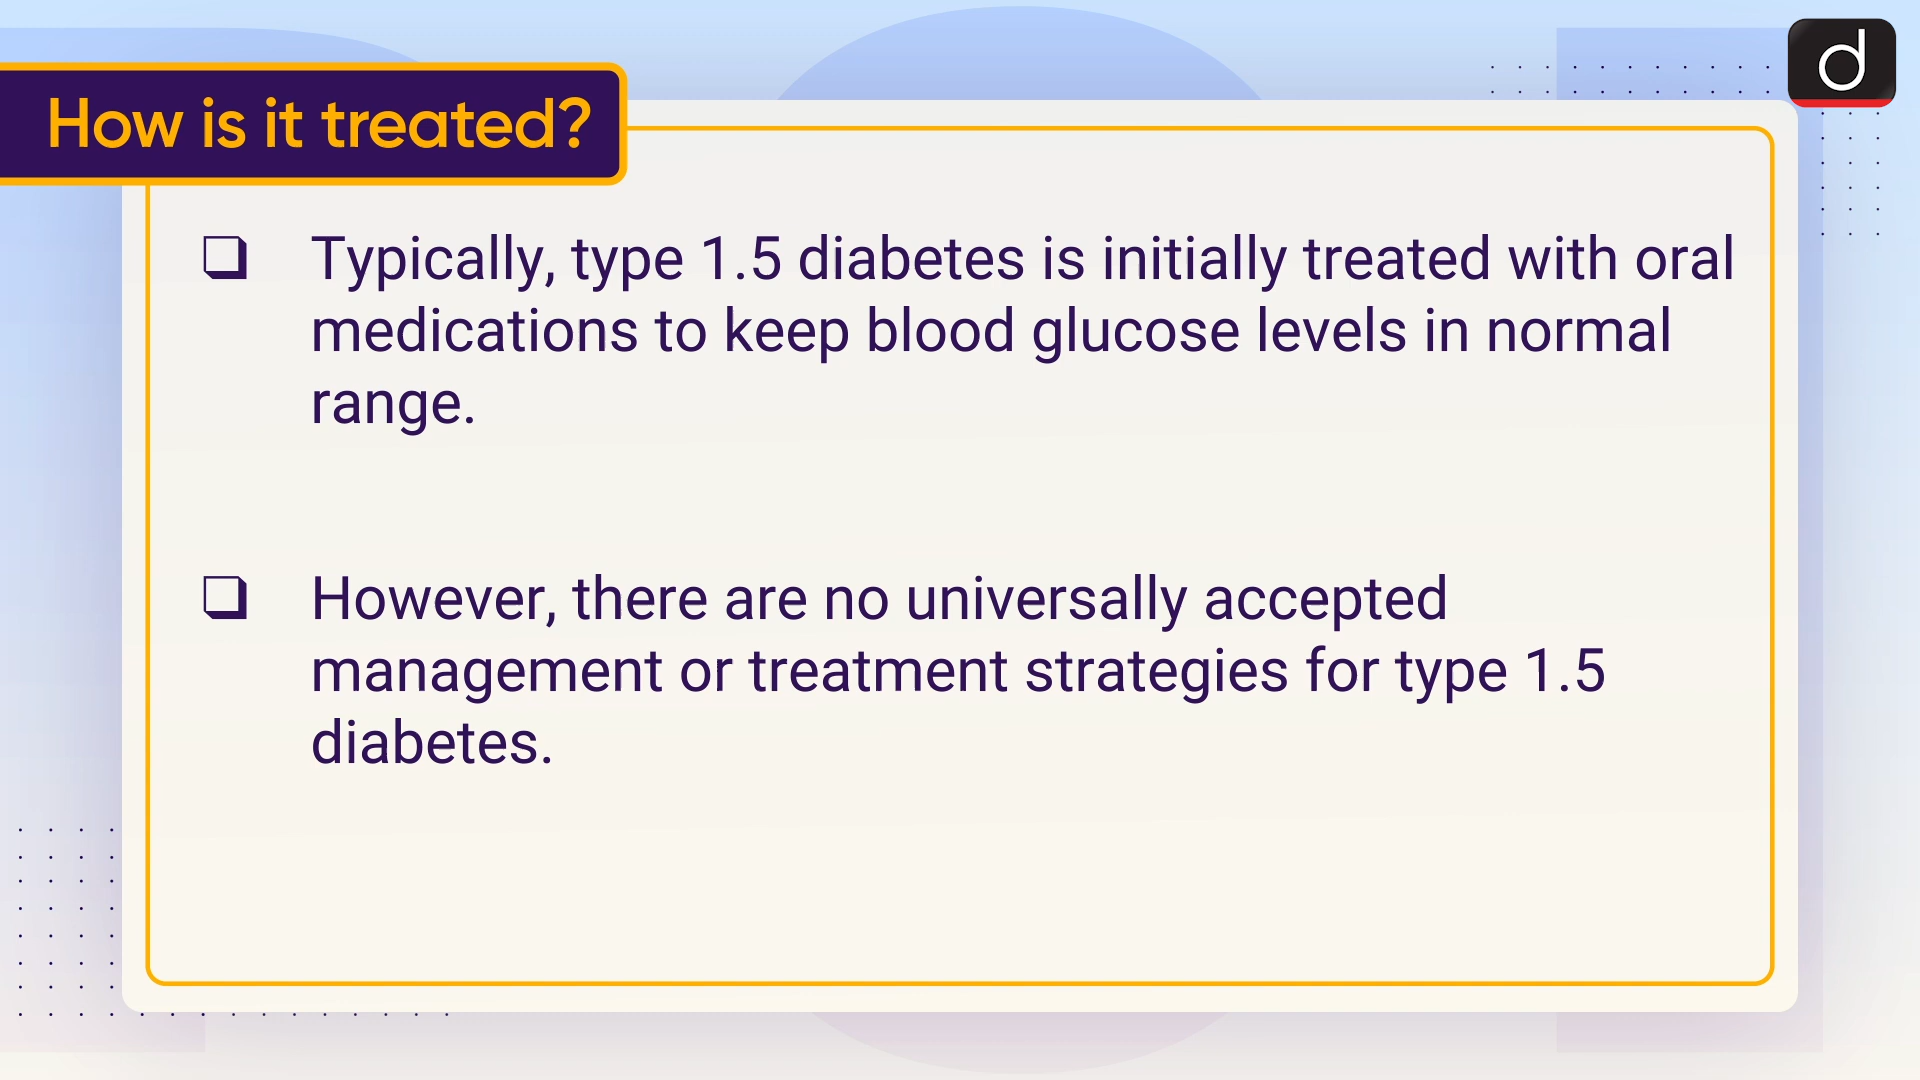 How is it treated?
d
❑ Typically, type 1.5 diabetes is initially treated with oral
medications to keep blood glucose levels in normal
range.
❑ However, there are no universally accepted
management or treatment strategies for type 1.5
diabetes.